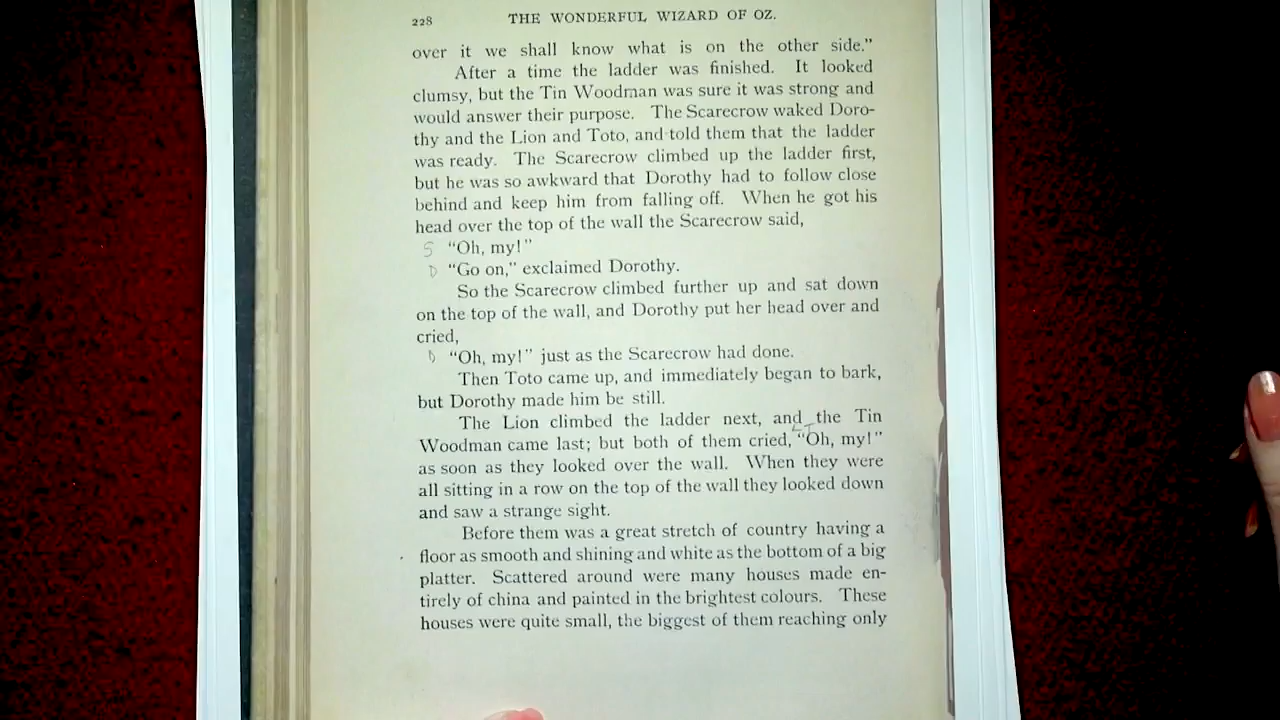 228 THE WONDERFUL WIZARD OF OZ.
over it we shall know what is on the other side."
After a time the ladder was finished. It looked
clumsy, but the Tin Woodman was sure it was strong and
would answer their purpose. The Scarecrow waked Doro-
thy and the Lion and Toto, and told them that the ladder
was ready. The Scarecrow climbed up the ladder first,
but he was so awkward that Dorothy had to follow close
behind and keep him from falling off. When he got his
head over the top of the wall the Scarecrow said,
S "Oh, my!"
D "Go on," exclaimed Dorothy.
So the Scarecrow climbed further up and sat down
on the top of the wall, and Dorothy put her head over and
cried,
D "Oh, my!" just as the Scarecrow had done.
Then Toto came up, and immediately began to bark,
but Dorothy made him be still.
The Lion climbed the ladder next, and the Tin
LT
Woodman came last; but both of them cried, "Oh, my!"
as soon as they looked over the wall. When they were
all sitting in a row on the top of the wall they looked down
and saw a strange sight.
Before them was a great stretch of country having a
floor as smooth and shining and white as the bottom of a big
platter. Scattered around were many houses made en-
tirely of china and painted in the brightest colours. These
houses were quite small, the biggest of them reaching only